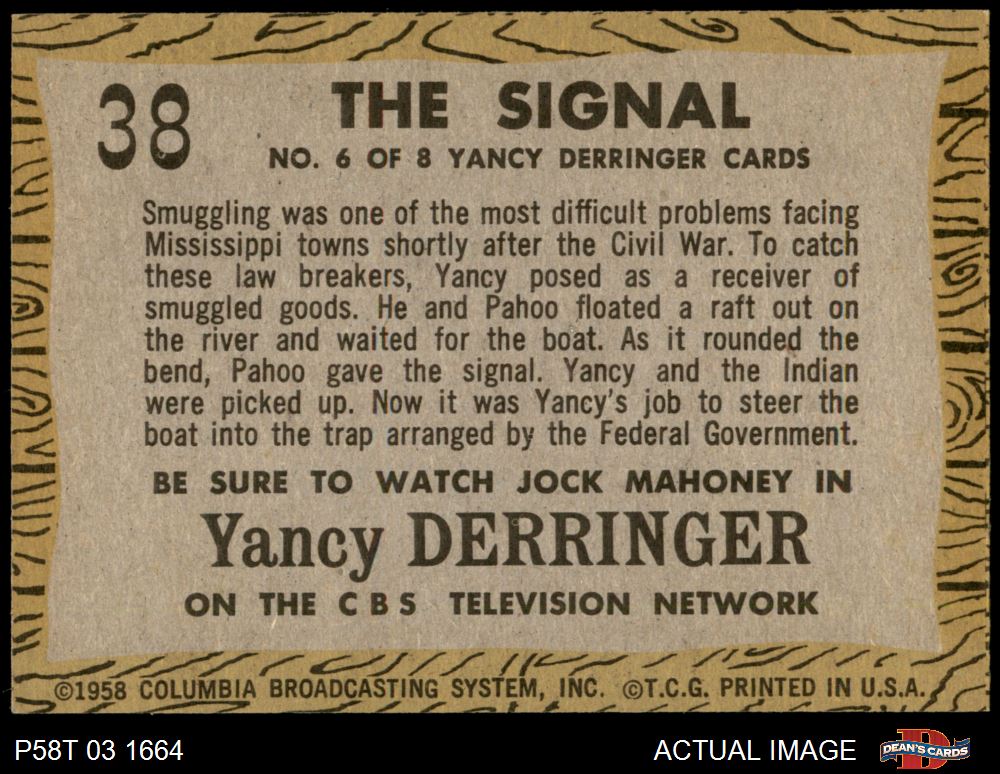 38
THE SIGNAL
NO. 6 OF 8 YANCY DERRINGER CARDS
Smuggling was one of the most difficult problems facing
Mississippi towns shortly after the Civil War. To catch
these law breakers, Yancy posed as a receiver of
smuggled goods. He and Pahoo floated a raft out on
the river and waited for the boat. As it rounded the
bend, Pahoo gave the signal. Yancy and the Indian
were picked up. Now it was Yancy's job to steer the
boat into the trap arranged by the Federal Government.
BE SURE TO WATCH JOCK MAHONEY IN
Yancy DERRINGER
ON THE CBS TELEVISION NETWORK
©1958 COLUMBIA BROADCASTING SYSTEM, INC. ©T.C.G. PRINTED IN U.S.A.
P58T 03 1664
ACTUAL IMAGE
DEAN'S CARDS